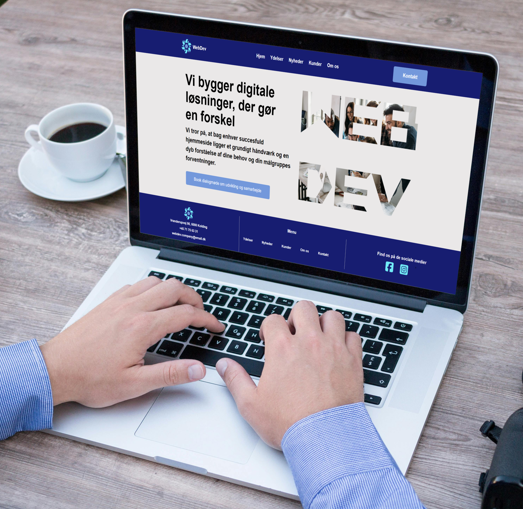 WebDev
Hjem Ydelser Nyheder Kunder Om os
Kontakt
Vi bygger digitale
løsninger, der gør
en forskel
Vi tror på, at bag enhver succesfuld
hjemmeside ligger et grundigt håndværk og en
dyb forståelse af dine behov og din målgruppes
forventninger.
WEB
DEV
Menu
Ydelser Nyheder Kunder Om os Kontakt
Find us på de sociale medier
C V B N